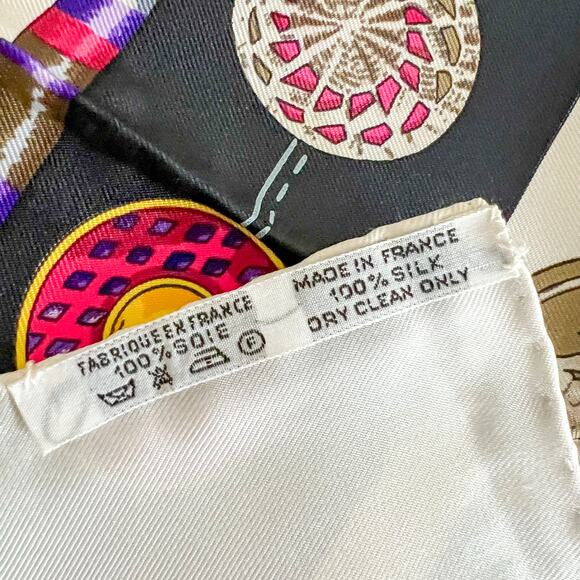 FABRIQUE EN FRANCE
100% SOIE
MADE IN FRANCE
100% SILK
DRY CLEAN ONLY